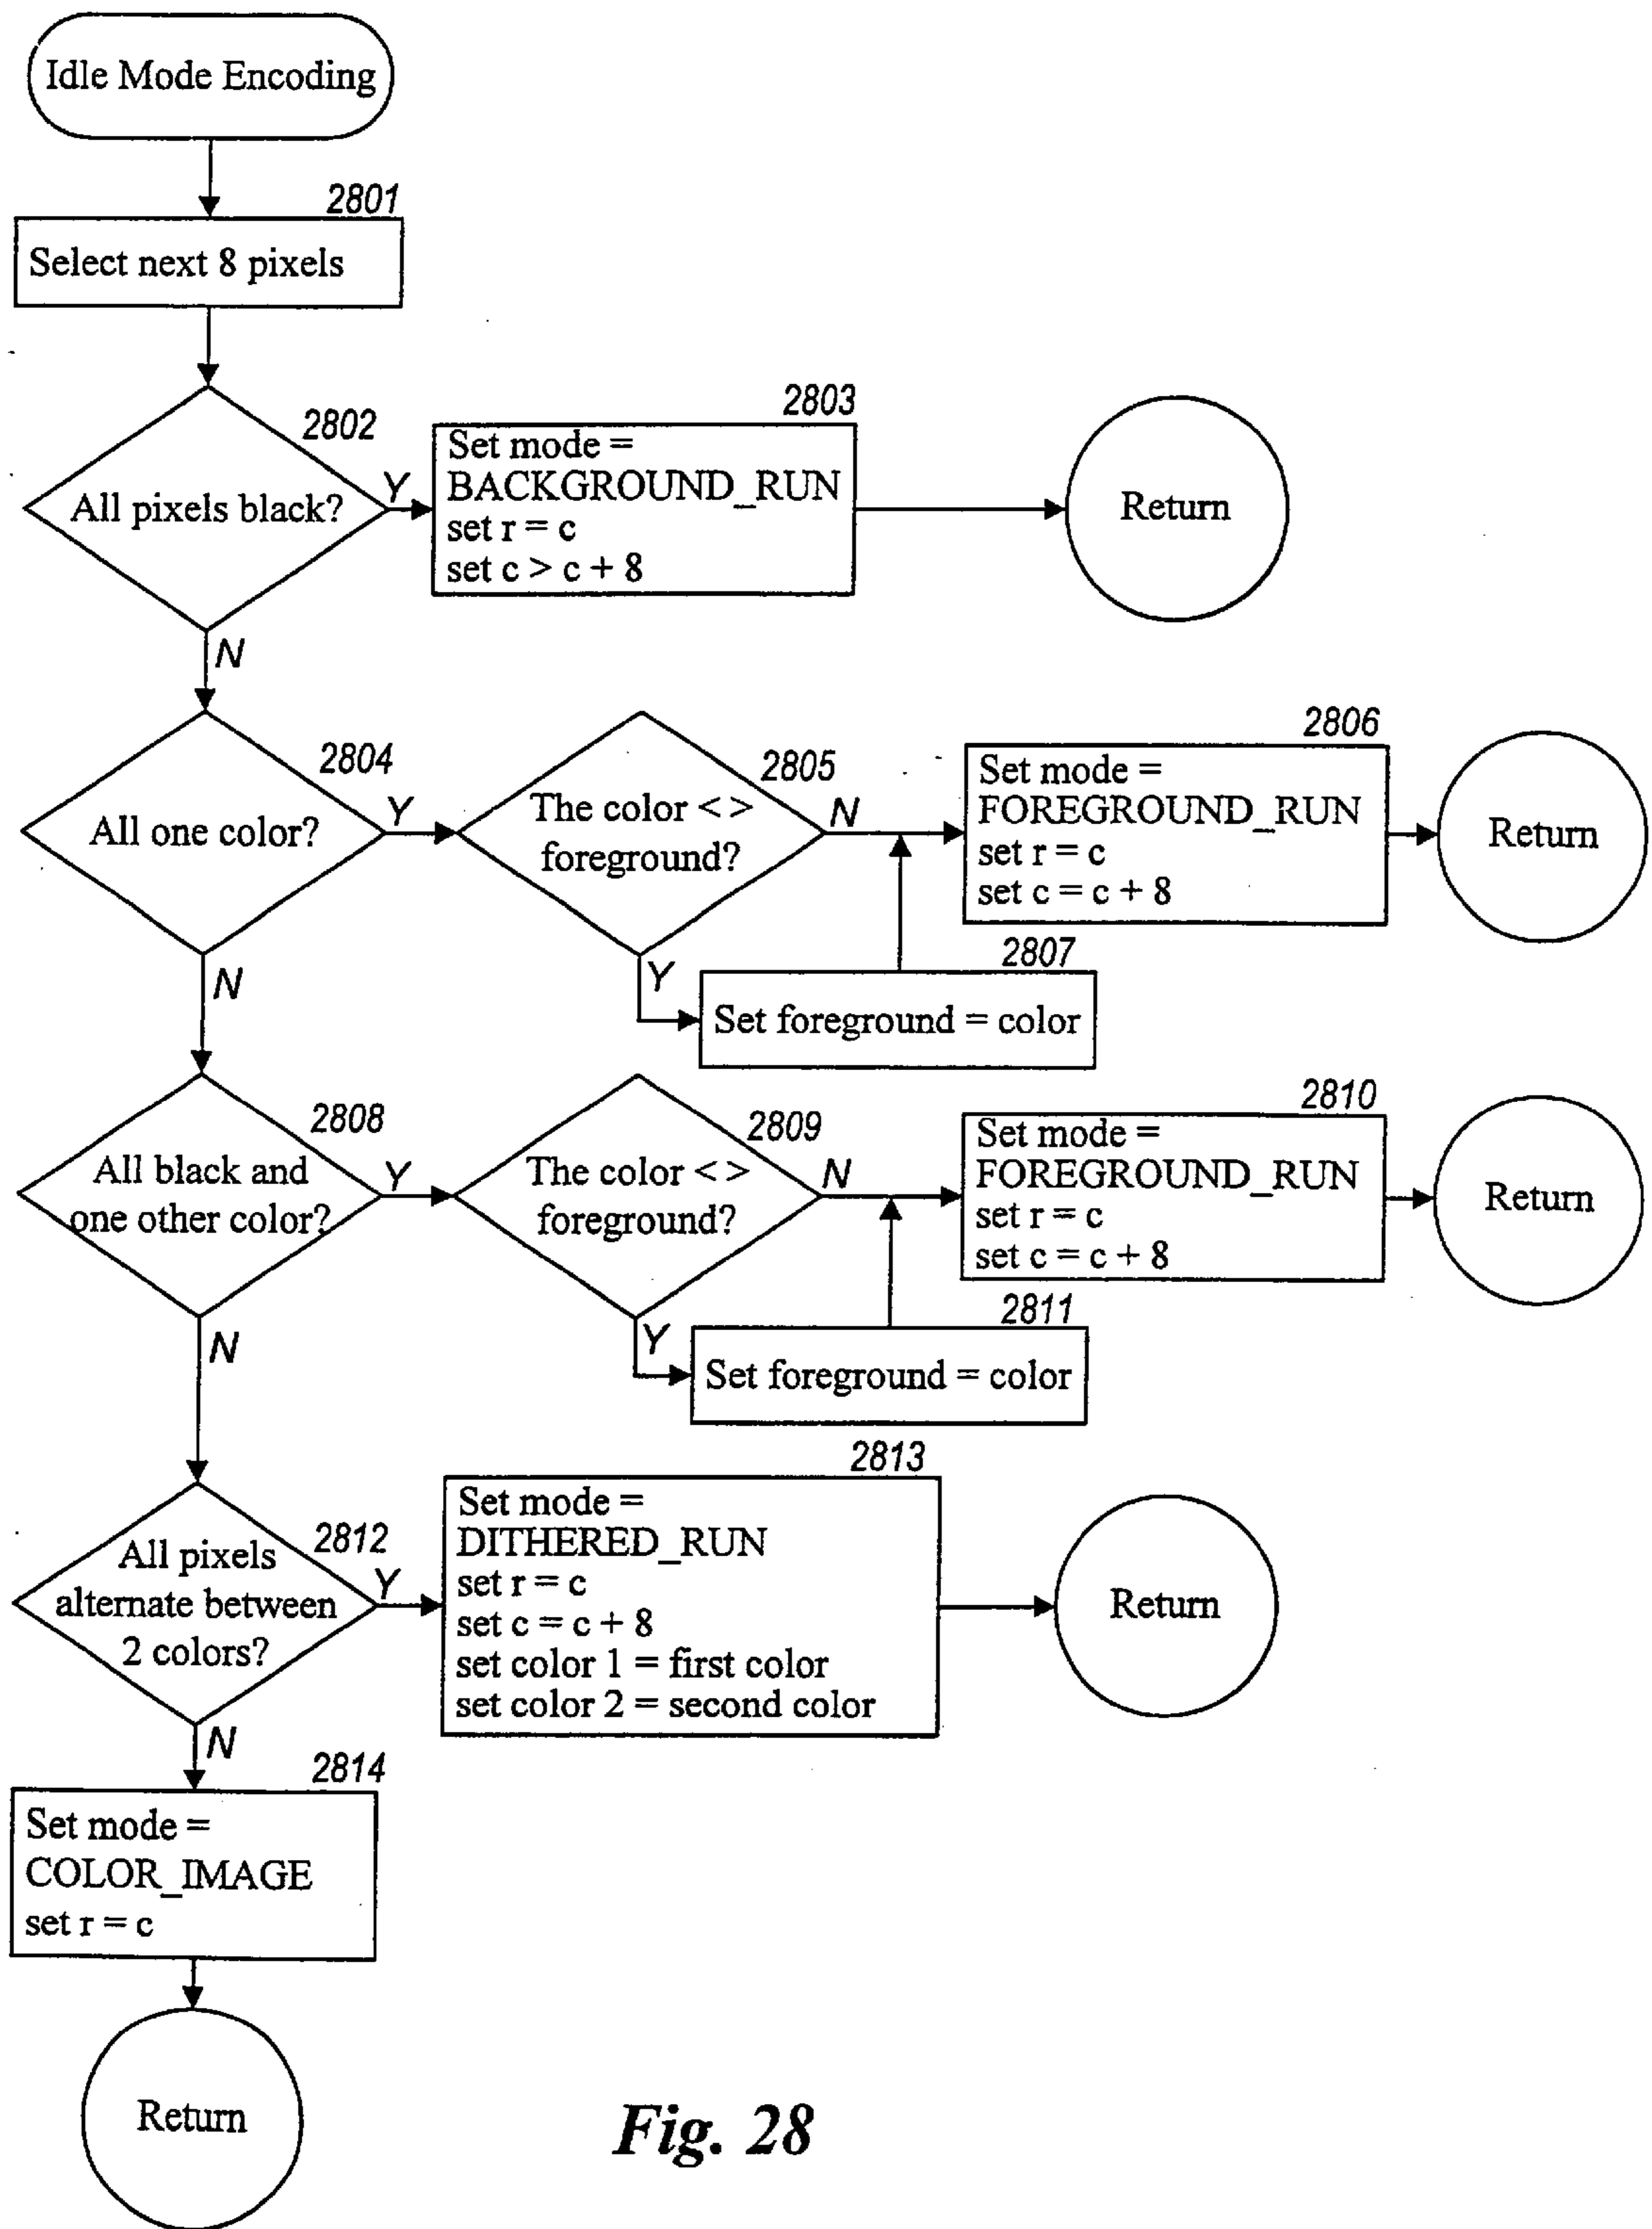 Idle Mode Encoding
2801
Select next 8 pixels
2802
All pixels black?
Y
N
2803
Set mode =
BACKGROUND_RUN
set r = c
set c > c + 8
Return
2804
All one color?
Y
N
2805
The color < >
foreground?
N
Y
2806
Set mode =
FOREGROUND_RUN
set r = c
set c = c + 8
Return
2807
Set foreground = color
2808
All black and
one other color?
Y
N
2809
The color < >
foreground?
N
Y
2810
Set mode =
FOREGROUND_RUN
set r = c
set c = c + 8
Return
2811
Set foreground = color
2812
All pixels
alternate between
2 colors?
Y
N
2813
Set mode =
DITHERED_RUN
set r = c
set c = c + 8
set color 1 = first color
set color 2 = second color
Return
2814
Set mode =
COLOR_IMAGE
set r = c
Return
Fig. 28